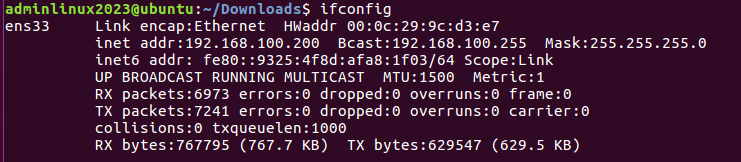 adminlinux2023@ubuntu:~/Downloads$ ifconfig
ens33     Link encap:Ethernet  HWaddr 00:0c:29:9c:d3:e7
          inet addr:192.168.100.200  Bcast:192.168.100.255  Mask:255.255.255.0
          inet6 addr: fe80::9325:4f8d:afa8:1f03/64 Scope:Link
          UP BROADCAST RUNNING MULTICAST  MTU:1500  Metric:1
          RX packets:6973 errors:0 dropped:0 overruns:0 frame:0
          TX packets:7241 errors:0 dropped:0 overruns:0 carrier:0
          collisions:0 txqueuelen:1000
          RX bytes:767795 (767.7 KB)  TX bytes:629547 (629.5 KB)